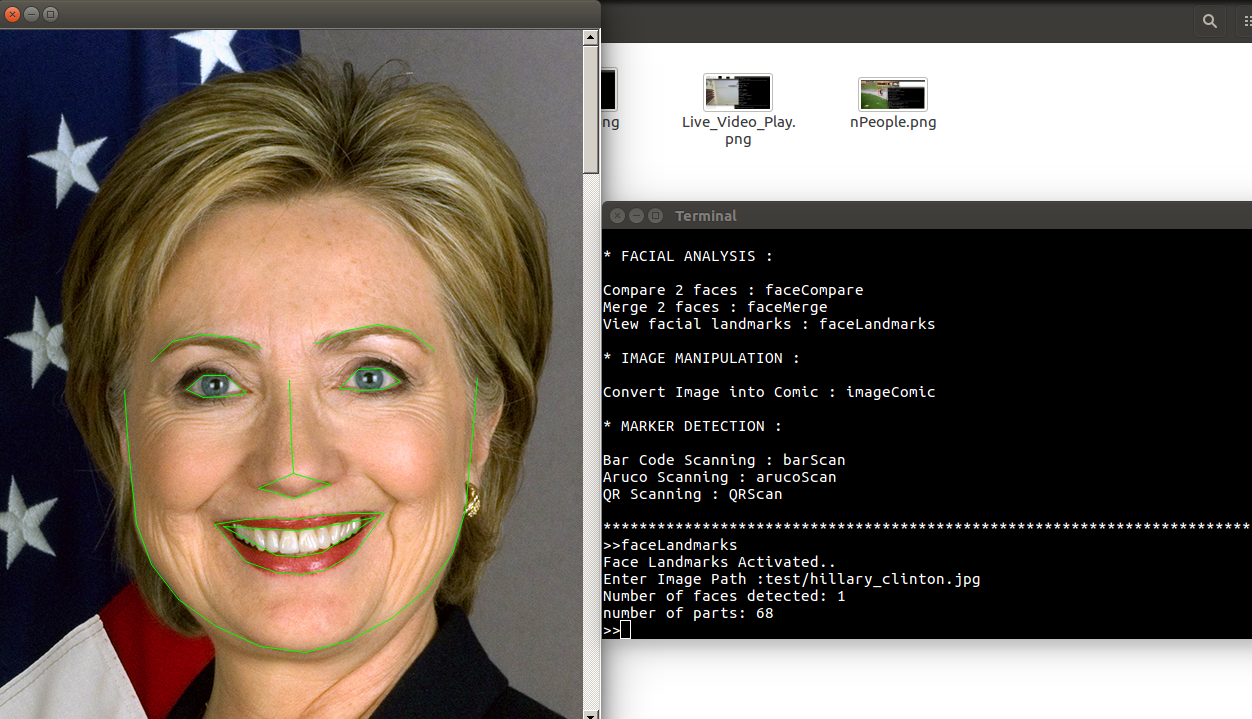 ng
Live_Video_Play.
png
nPeople.png
Terminal
* FACIAL ANALYSIS :
Compare 2 faces : faceCompare
Merge 2 faces : faceMerge
View facial landmarks : faceLandmarks
* IMAGE MANIPULATION :
Convert Image into Comic : imageComic
* MARKER DETECTION :
Bar Code Scanning : barScan
Aruco Scanning : arucoScan
QR Scanning : QRScan
************************************************************************
>>faceLandmarks
Face Landmarks Activated..
Enter Image Path :test/hillary_clinton.jpg
Number of faces detected: 1
number of parts: 68
>>